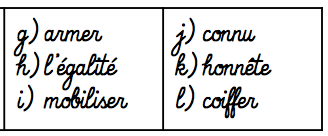 g) armer
h) l'égalité
i) mobiliser
j) connu
k) honnête
l) coiffer